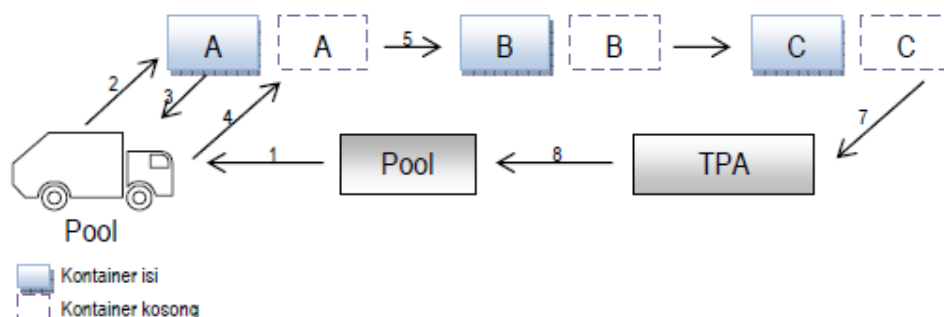 A A 5 B B C C
2 3 4 7
1 Pool 8 TPA
Pool
Kontainer isi
Kontainer kosong